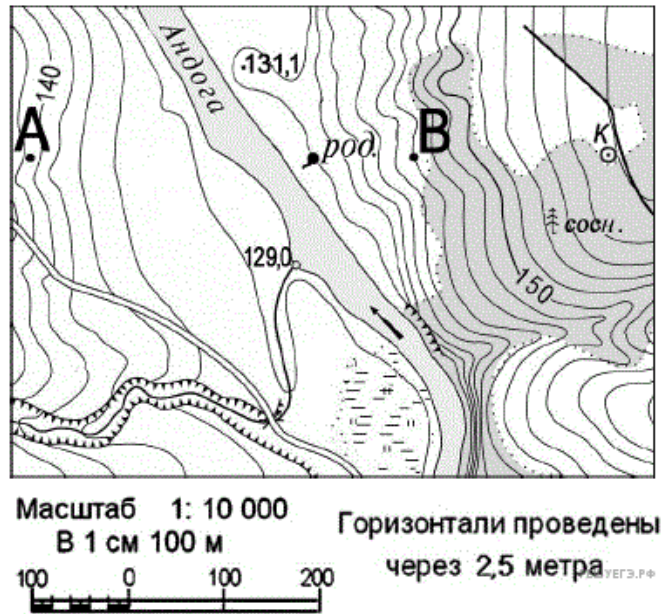 Андога
131,1
140
А
В
род.
К
сосн.
129,0
150
Масштаб 1: 10 000
В 1 см 100 м
100 0 100 200
Горизонтали проведены
через 2,5 метра